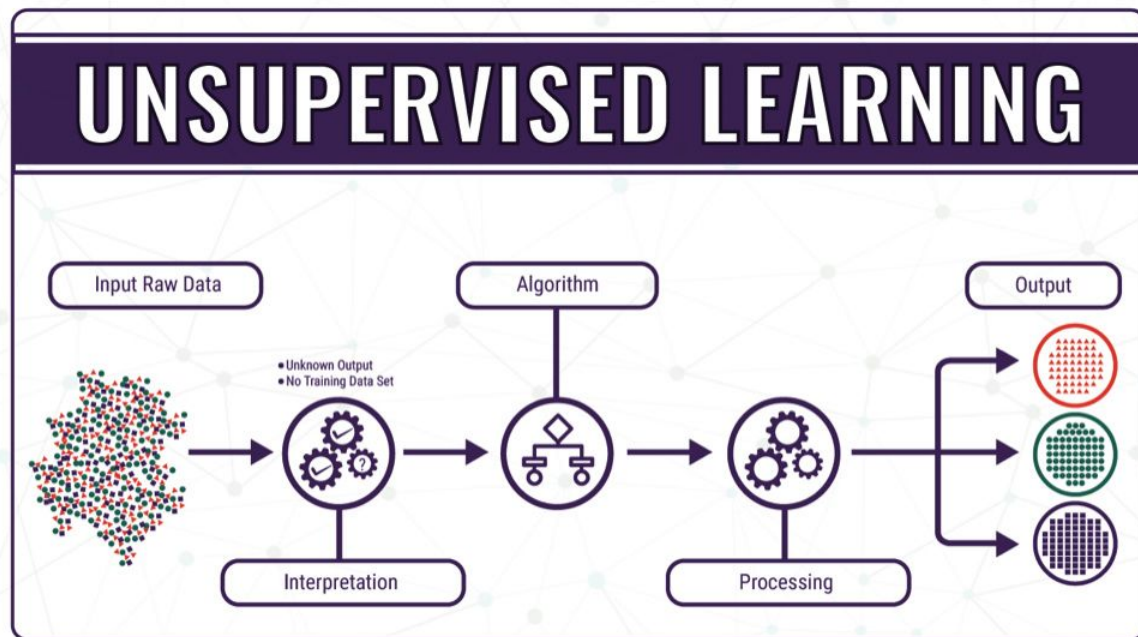 UNSUPERVISED LEARNING
Input Raw Data
Algorithm
Output
• Unknown Output
• No Training Data Set
?
Interpretation
Processing